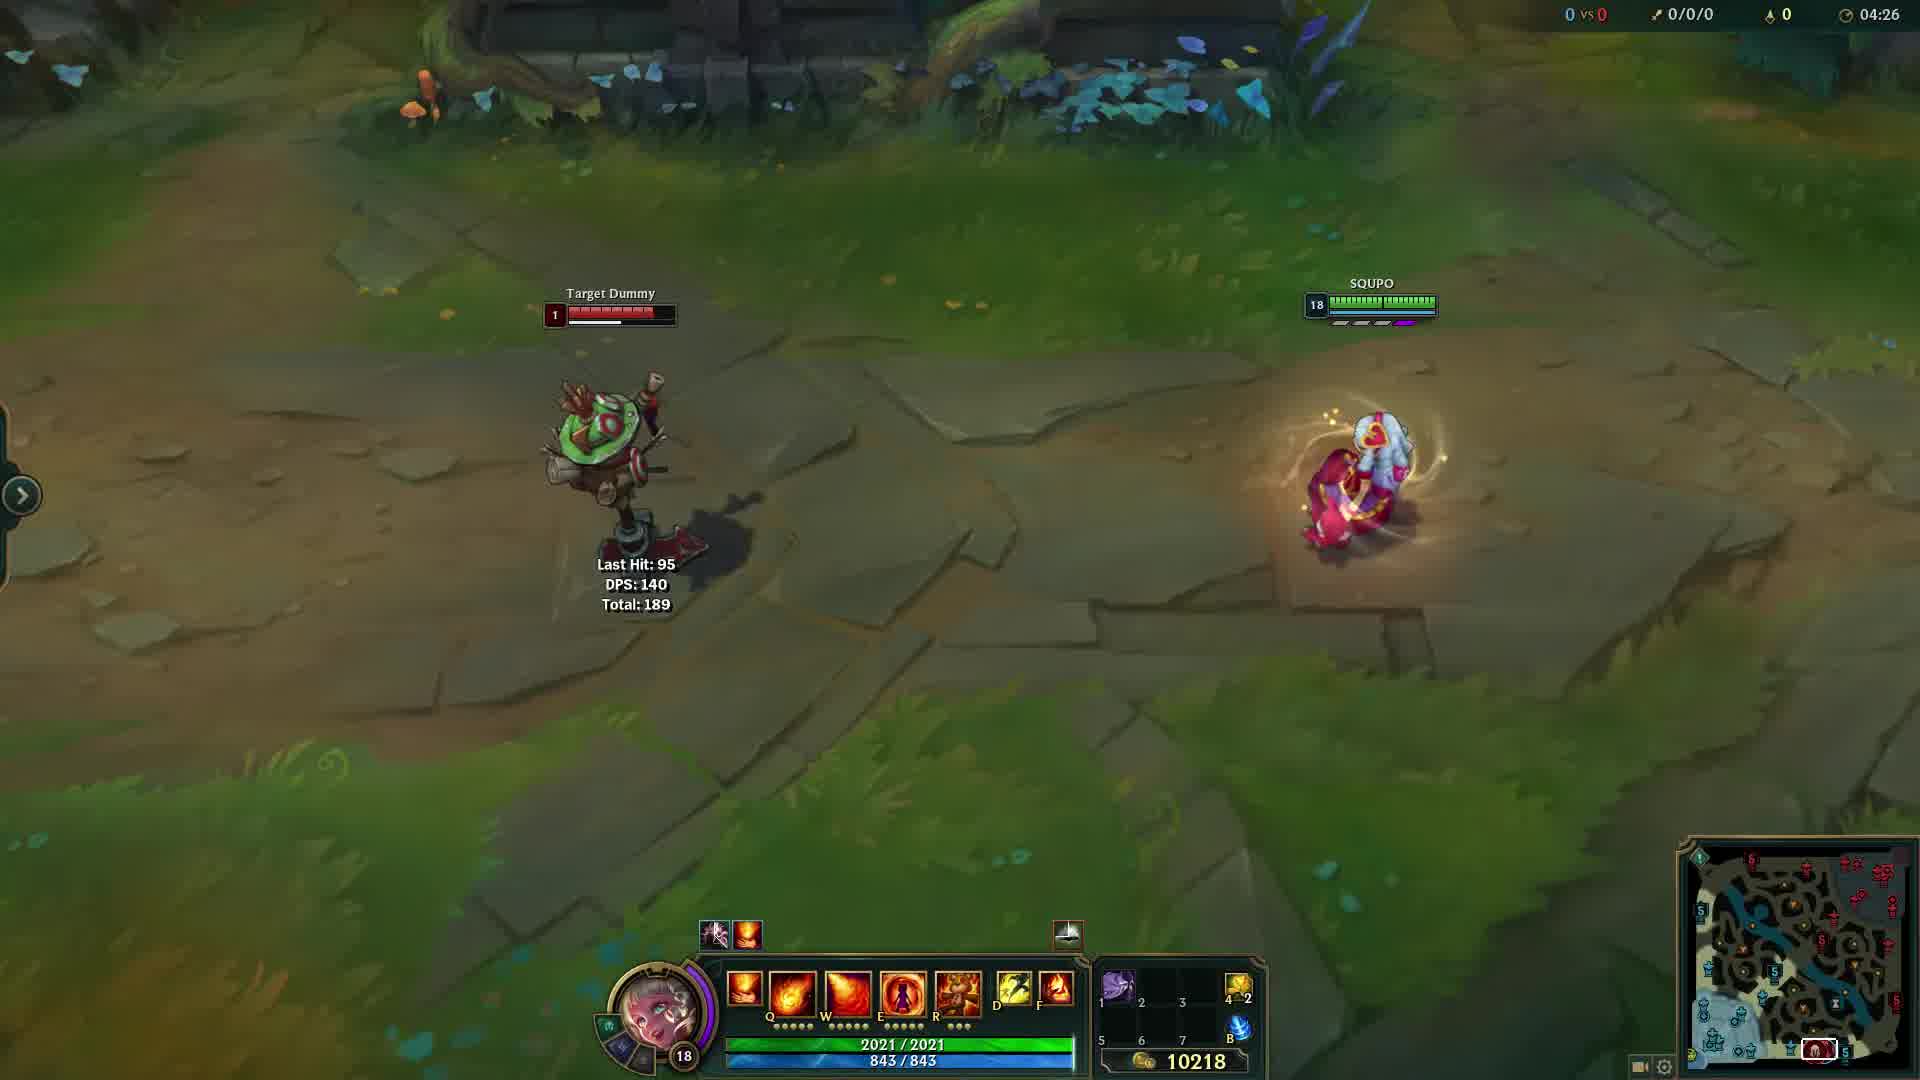 0 vs 0 0/0/0 0 04:26
SQUPO
18
Target Dummy
1
Last Hit: 95
DPS: 140
Total: 189
Q W E R D F
1 2 3 4 2
5 6 7 B
18
2021 / 2021
843 / 843
10218